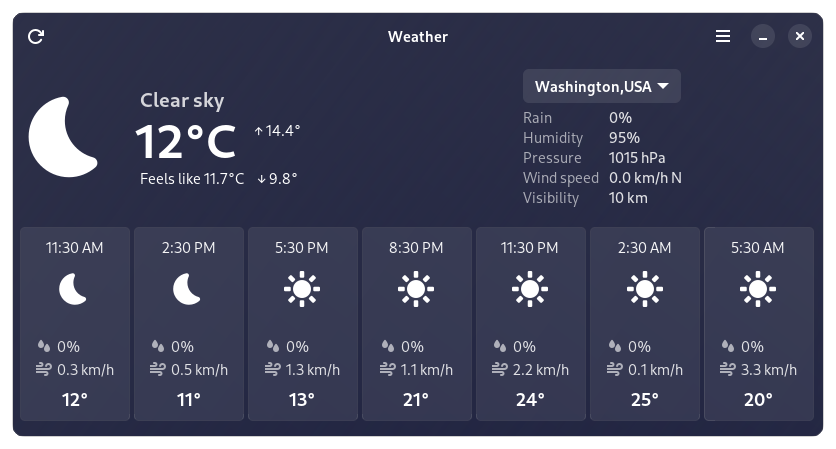 Weather
Clear sky
12°C
↑14.4°
Feels like 11.7°C ↓9.8°
Washington,USA
Rain 0%
Humidity 95%
Pressure 1015 hPa
Wind speed 0.0 km/h N
Visibility 10 km
11:30 AM 2:30 PM 5:30 PM 8:30 PM 11:30 PM 2:30 AM 5:30 AM
0% 0% 0% 0% 0% 0% 0%
0.3 km/h 0.5 km/h 1.3 km/h 1.1 km/h 2.2 km/h 0.1 km/h 3.3 km/h
12° 11° 13° 21° 24° 25° 20°